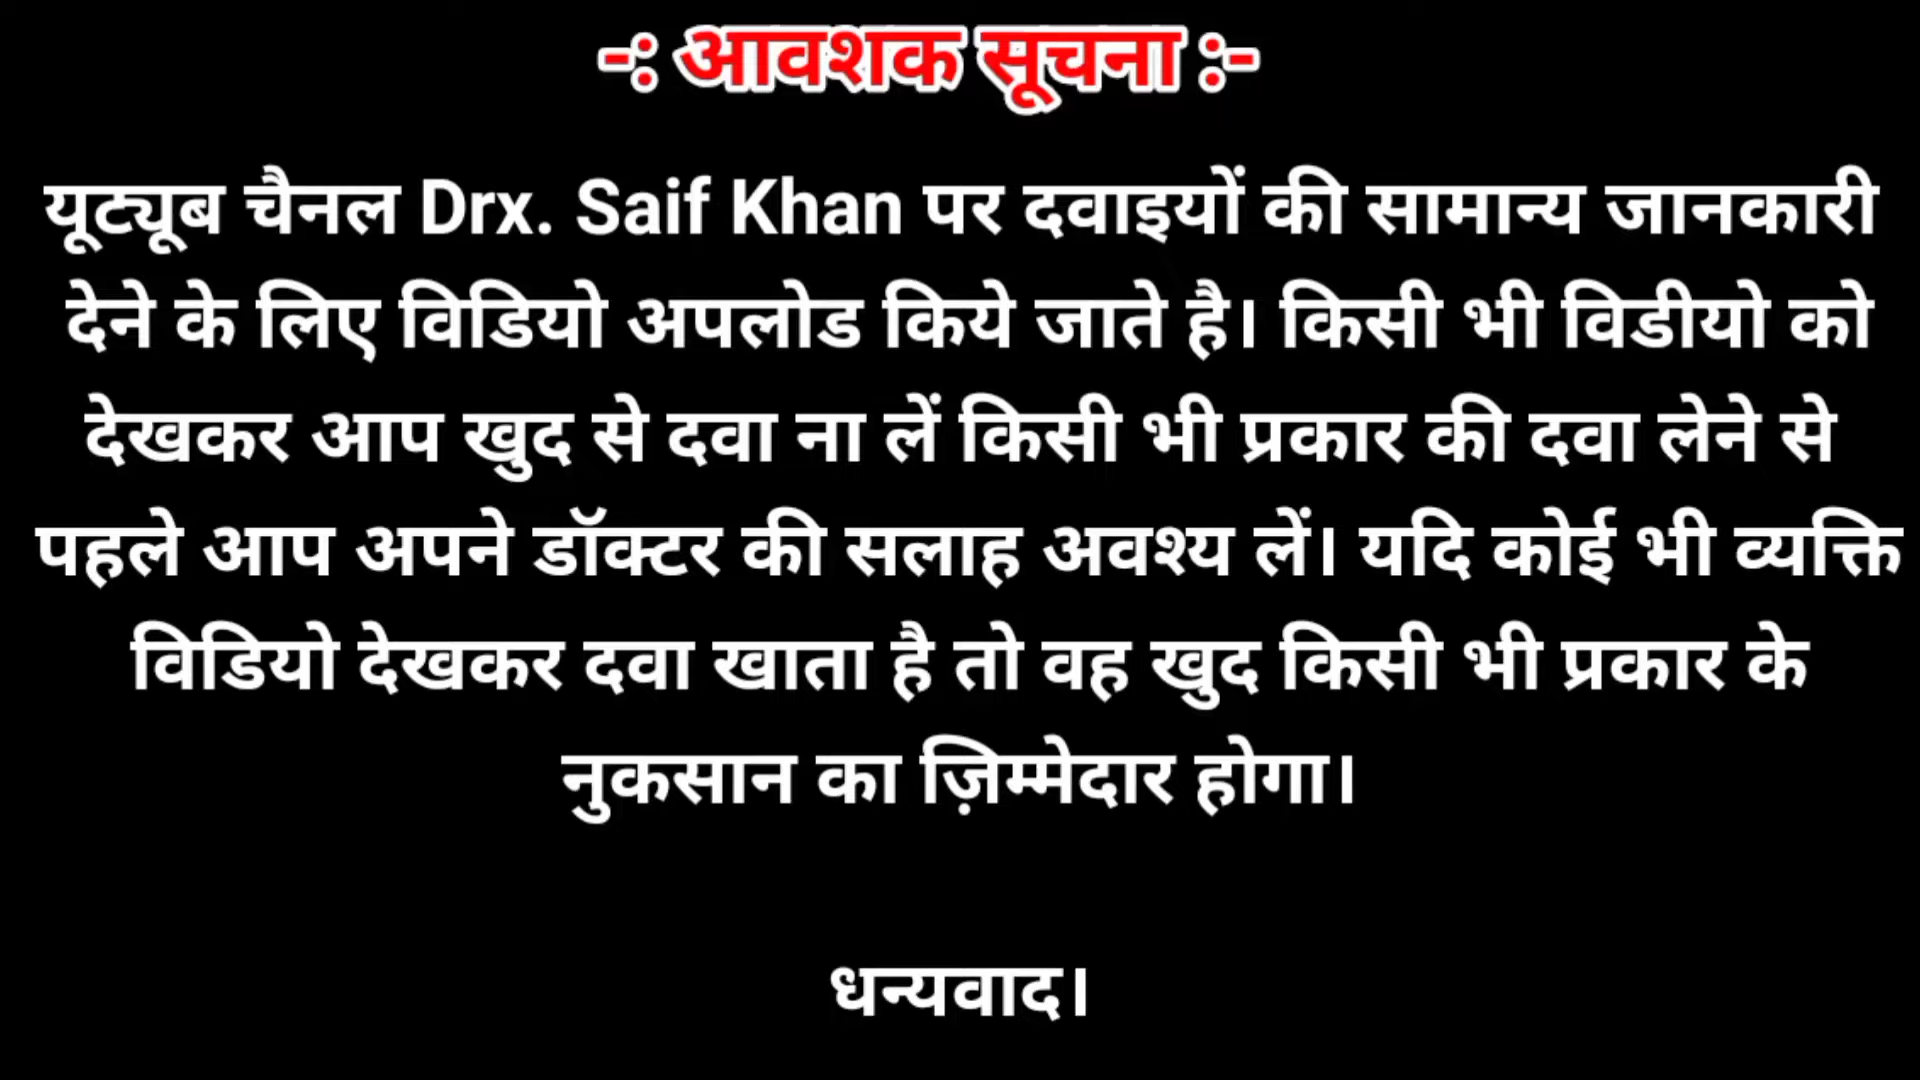 -: आवशक सूचना :-
यूट्यूब चैनल Drx. Saif Khan पर दवाइयों की सामान्य जानकारी
देने के लिए विडियो अपलोड किये जाते है। किसी भी विडीयो को
देखकर आप खुद से दवा ना लें किसी भी प्रकार की दवा लेने से
पहले आप अपने डॉक्टर की सलाह अवश्य लें। यदि कोई भी व्यक्ति
विडियो देखकर दवा खाता है तो वह खुद किसी भी प्रकार के
नुकसान का ज़िम्मेदार होगा।
धन्यवाद।